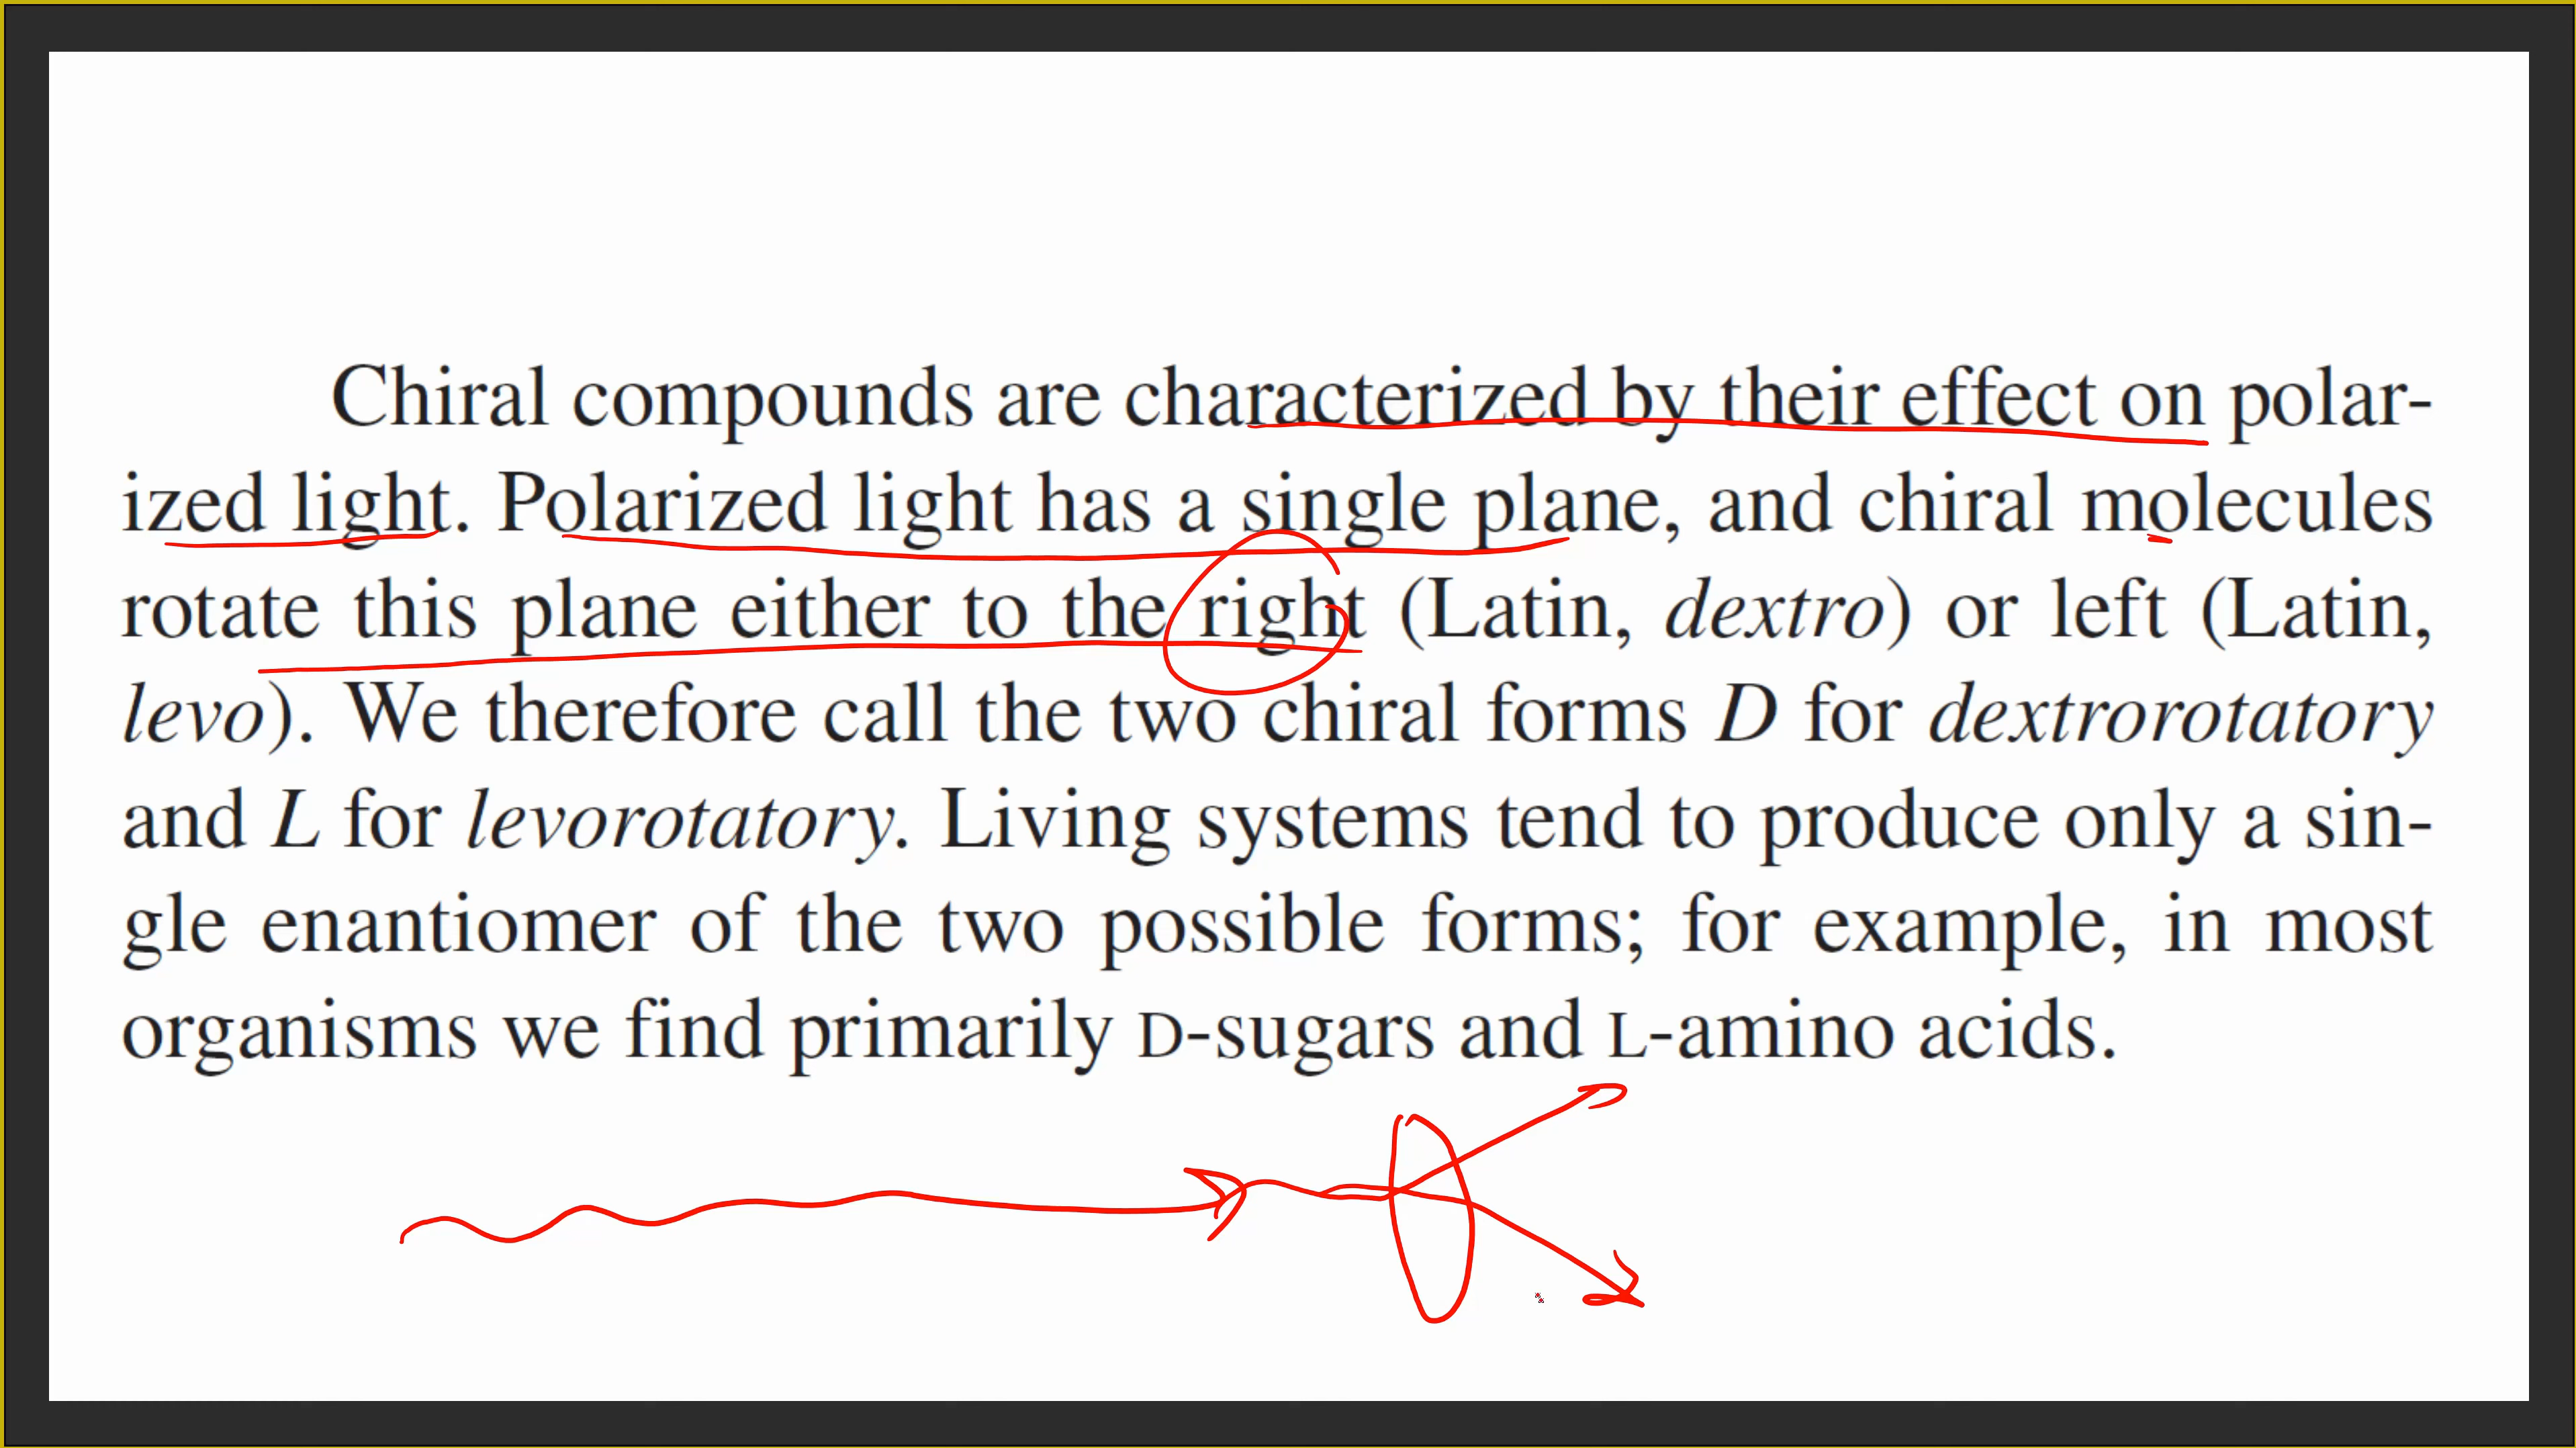 Chiral compounds are characterized by their effect on polar-
ized light. Polarized light has a single plane, and chiral molecules
rotate this plane either to the right (Latin, dextro) or left (Latin,
levo). We therefore call the two chiral forms D for dextrorotatory
and L for levorotatory. Living systems tend to produce only a sin-
gle enantiomer of the two possible forms; for example, in most
organisms we find primarily D-sugars and L-amino acids.